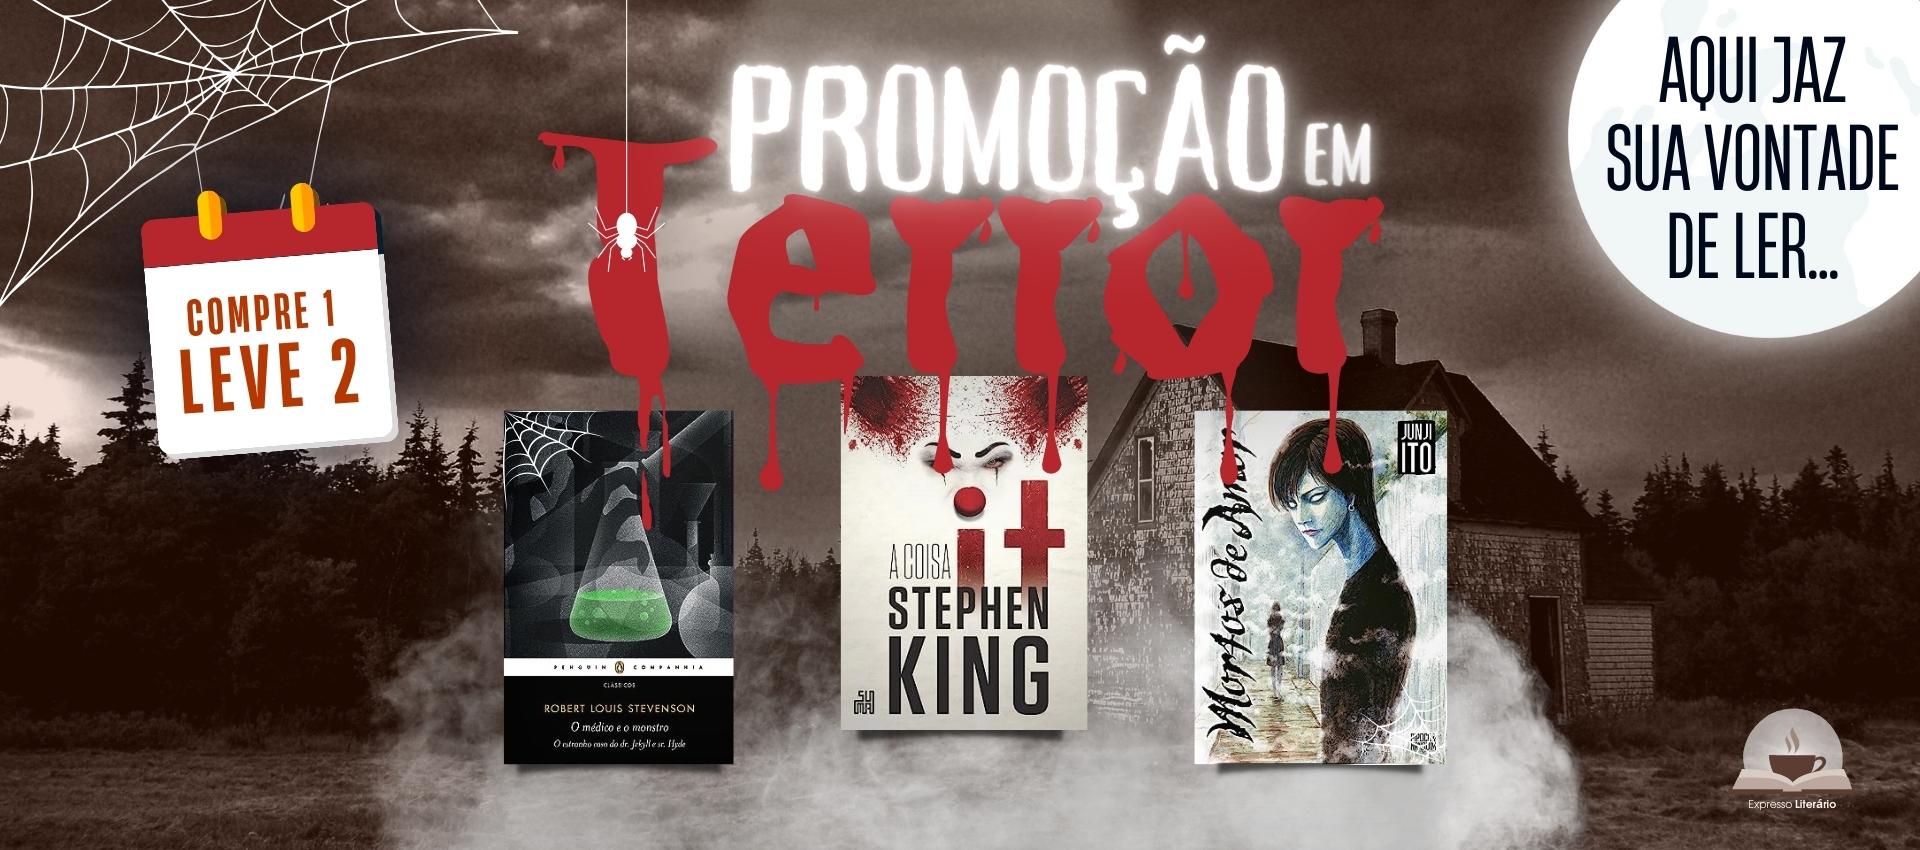 PROMOÇÃO EM
Terror
AQUI JAZ
SUA VONTADE
DE LER...
COMPRE 1
LEVE 2
PENGUIN COMPANHIA
CLÁSSICOS
ROBERT LOUIS STEVENSON
O médico e o monstro
O estranho caso do dr. Jekyll e sr. Hyde
A COISA
it
STEPHEN
KING
SUMA
JUNJI
ITO
Mortos de Amor
Expresso Literário